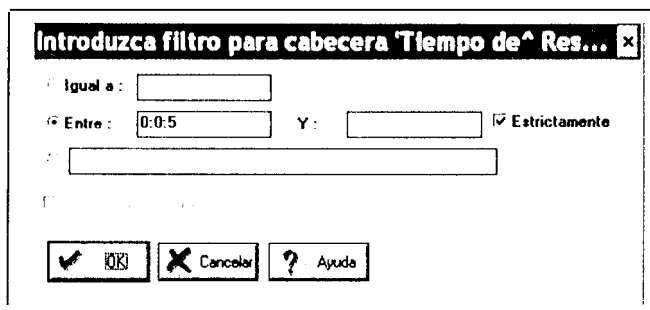 Introduzca filtro para cabecera 'Tiempo de^ Res... ×
Igual a :
Entre : 0:0:5 Y : Estrictamente
OK Cancelar ? Ayuda